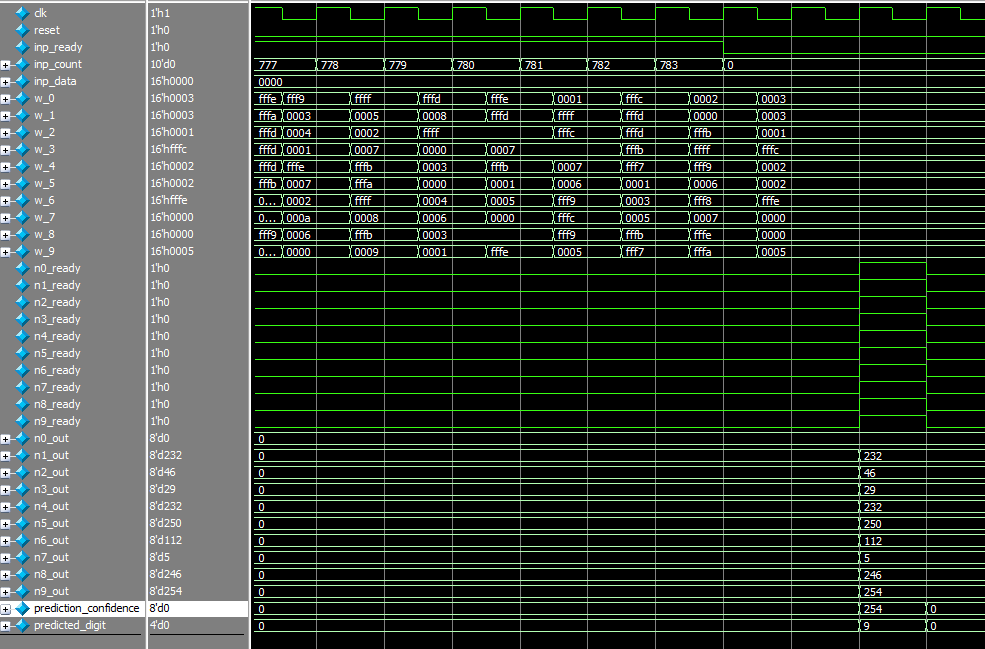 clk 1'h1
reset 1'h0
inp_ready 1'h0
inp_count 10'd0 777 778 779 780 781 782 783 0
inp_data 16'h0000 0000
w_0 16'h0003 fffe fff9 ffff fffd fffe 0001 fffc 0002 0003
w_1 16'h0003 fffa 0003 0005 0008 fffd ffff fffd 0000 0003
w_2 16'h0001 fffd 0004 0002 ffff fffc fffd fffb 0001
w_3 16'hfffc fffd 0001 0007 0000 0007 fffb ffff fffc
w_4 16'h0002 fffd fffe fffb 0003 fffb 0007 fff7 fff9 0002
w_5 16'h0002 fffb 0007 fffa 0000 0001 0006 0001 0006 0002
w_6 16'hfffe 0... 0002 ffff 0004 0005 fff9 0003 fff8 fffe
w_7 16'h0000 0... 000a 0008 0006 0000 fffc 0005 0007 0000
w_8 16'h0000 fff9 0006 fffb 0003 fff9 fffb fffe 0000
w_9 16'h0005 0... 0000 0009 0001 fffe 0005 fff7 fffa 0005
n0_ready 1'h0
n1_ready 1'h0
n2_ready 1'h0
n3_ready 1'h0
n4_ready 1'h0
n5_ready 1'h0
n6_ready 1'h0
n7_ready 1'h0
n8_ready 1'h0
n9_ready 1'h0
n0_out 8'd0 0
n1_out 8'd232 0 232
n2_out 8'd46 0 46
n3_out 8'd29 0 29
n4_out 8'd232 0 232
n5_out 8'd250 0 250
n6_out 8'd112 0 112
n7_out 8'd5 0 5
n8_out 8'd246 0 246
n9_out 8'd254 0 254
prediction_confidence 8'd0 0 254 0
predicted_digit 4'd0 0 9 0